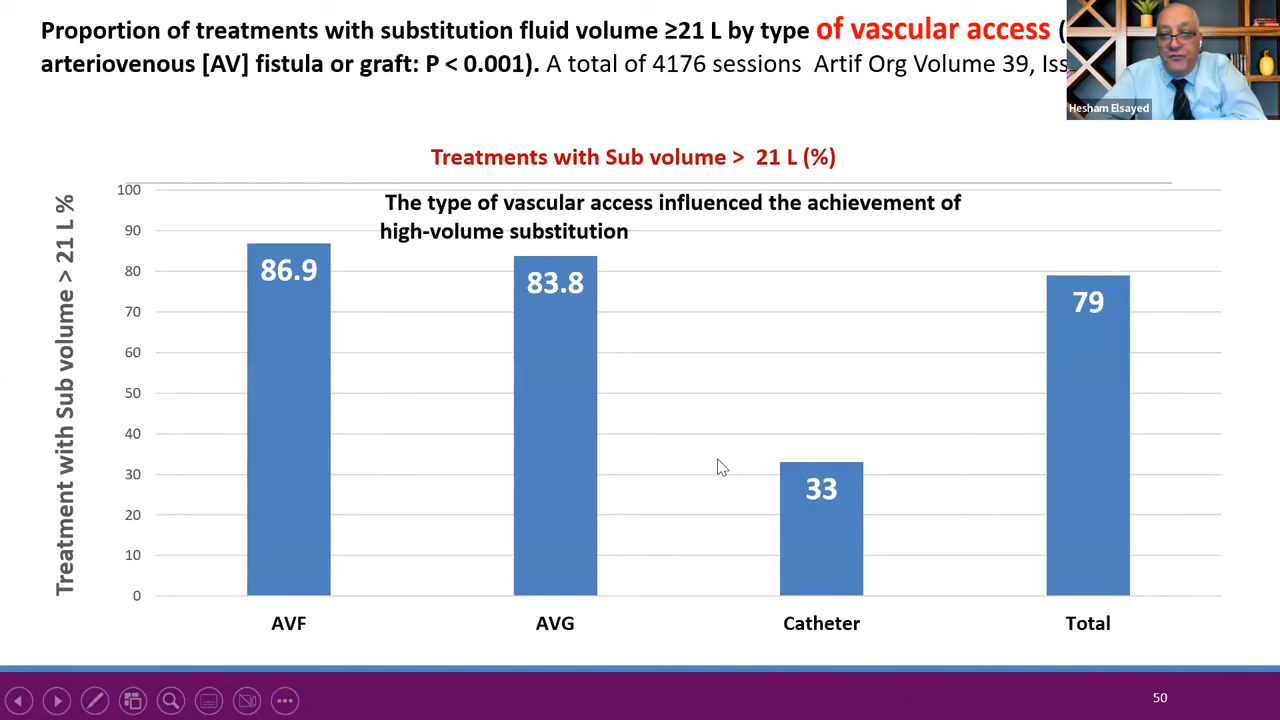 Proportion of treatments with substitution fluid volume ≥21 L by type of vascular access (
arteriovenous [AV] fistula or graft: P < 0.001). A total of 4176 sessions Artif Org Volume 39, Iss
Hesham Elsayed
Treatments with Sub volume > 21 L (%)
The type of vascular access influenced the achievement of
high-volume substitution
Treatment with Sub volume > 21 L %
100
90
80
70
60
50
40
30
20
10
0
86.9
83.8
33
79
AVF
AVG
Catheter
Total
50